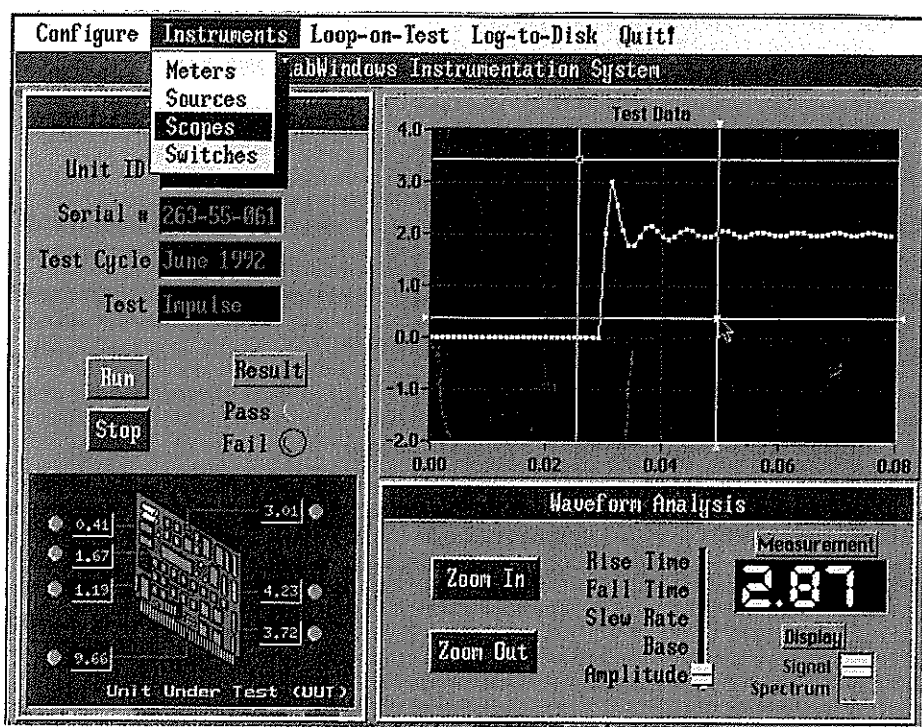 Configure Instruments Loop-on-Test Log-to-Disk Quit!
abWindows Instrumentation System
Meters
Sources
Scopes
Switches
Unit ID
Serial # 263-55-061
Test Cycle June 1992
Test Impulse
Run
Stop
Result
Pass
Fail
0.41
1.67
1.19
9.66
3.01
4.23
3.72
Unit Under Test (UUT)
Test Data
4.0
3.0
2.0
1.0
0.0
-1.0
-2.0
0.00 0.02 0.04 0.06 0.08
Waveform Analysis
Zoom In
Zoom Out
Rise Time
Fall Time
Slew Rate
Base
Amplitude
Measurement
2.87
Display
Signal
Spectrum